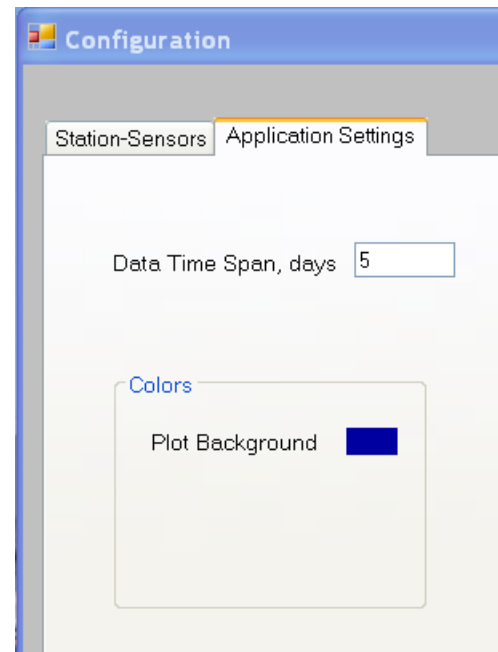 Configuration
Station-Sensors
Application Settings
Data Time Span, days 5
Colors
Plot Background